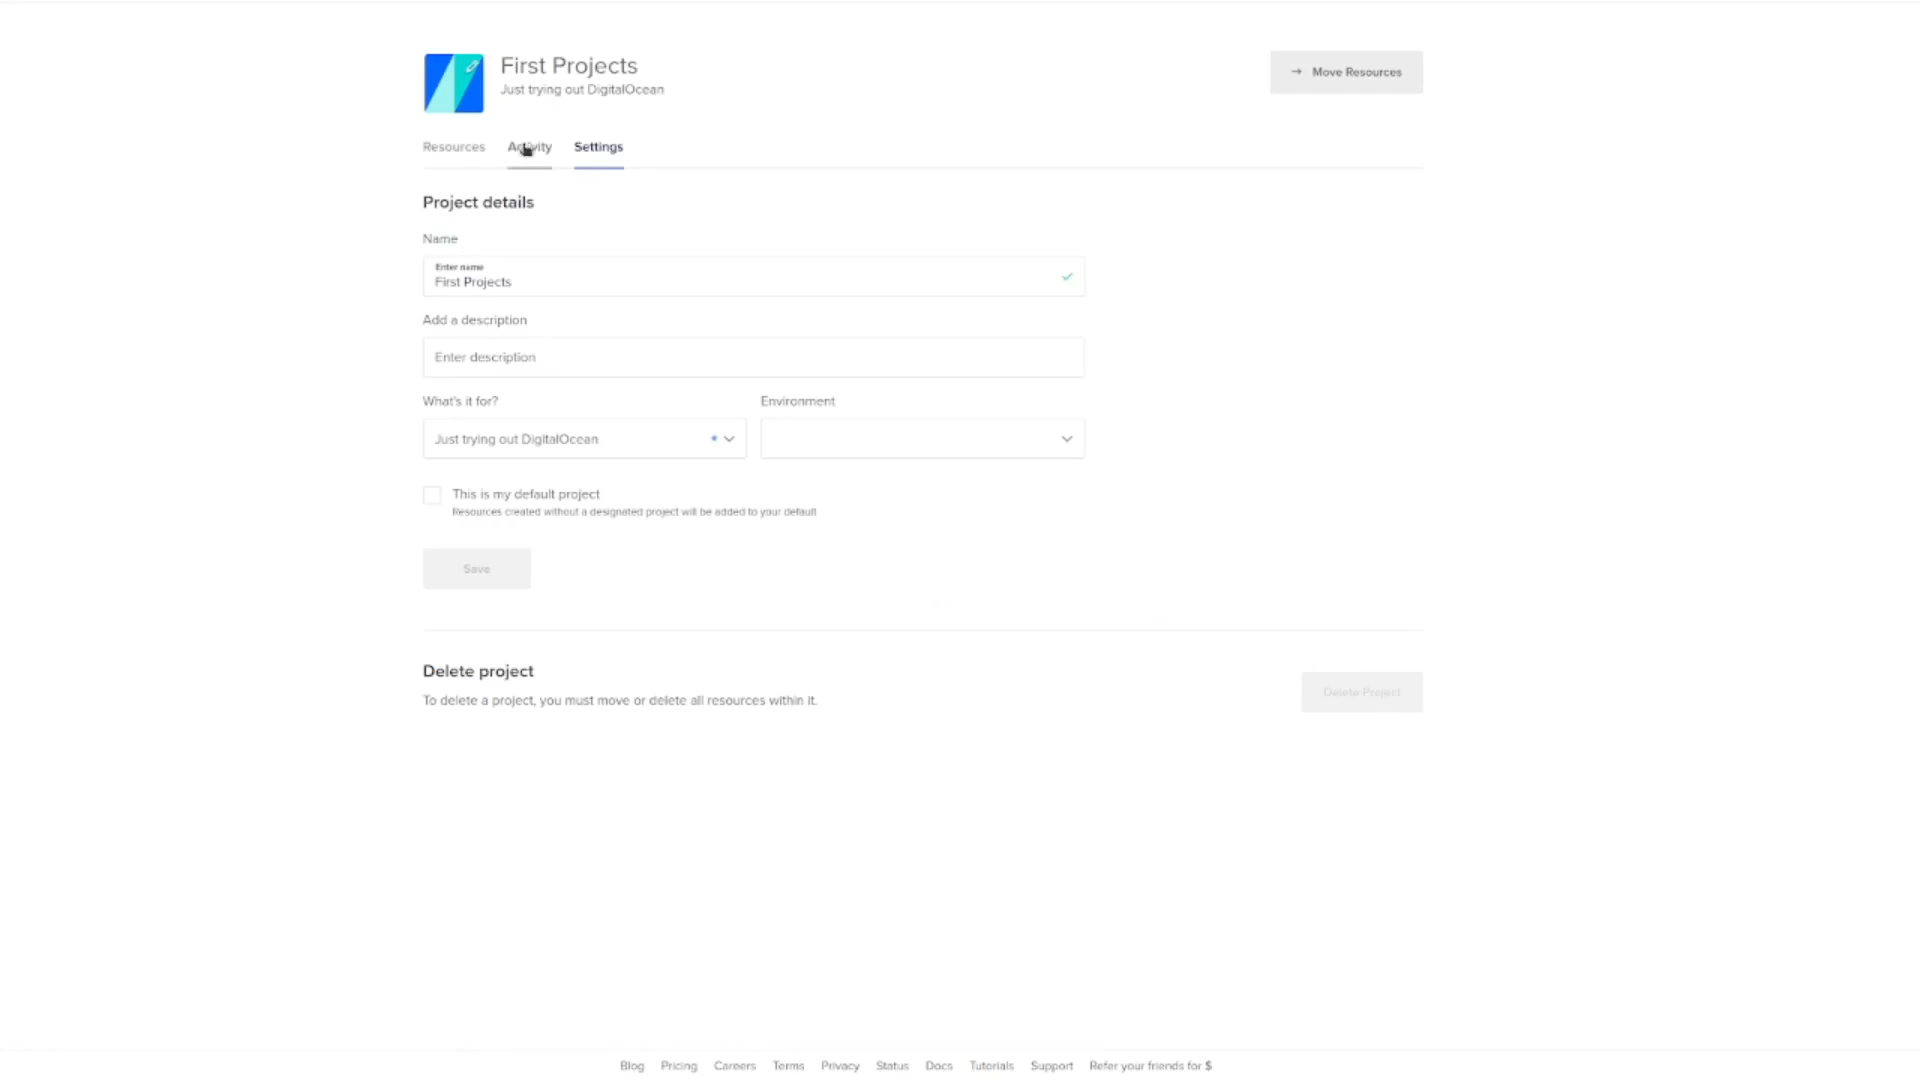 First Projects
Just trying out DigitalOcean
→ Move Resources
Resources Activity Settings
Project details
Name
Enter name
First Projects
Add a description
Enter description
What's it for? Environment
Just trying out DigitalOcean
This is my default project
Resources created without a designated project will be added to your default
Save
Delete project
To delete a project, you must move or delete all resources within it.
Delete Project
Blog Pricing Careers Terms Privacy Status Docs Tutorials Support Refer your friends for $